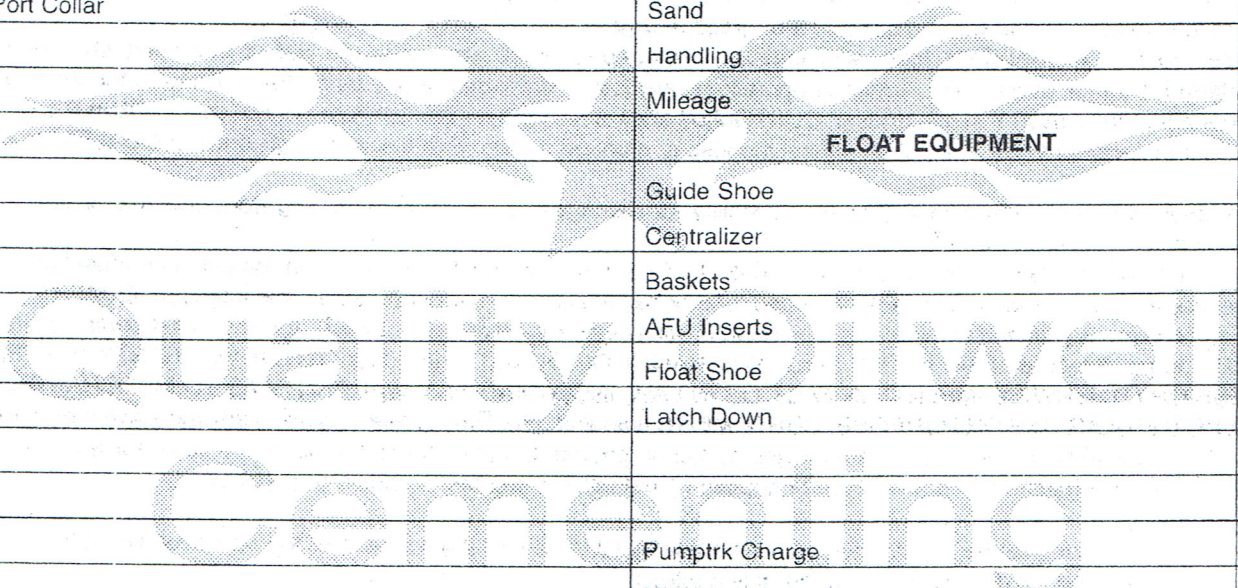 Port Collar
Sand
Handling
Mileage
FLOAT EQUIPMENT
Guide Shoe
Centralizer
Baskets
AFU Inserts
Float Shoe
Latch Down
Pumptrk Charge
Quality Oilwell
Cementing